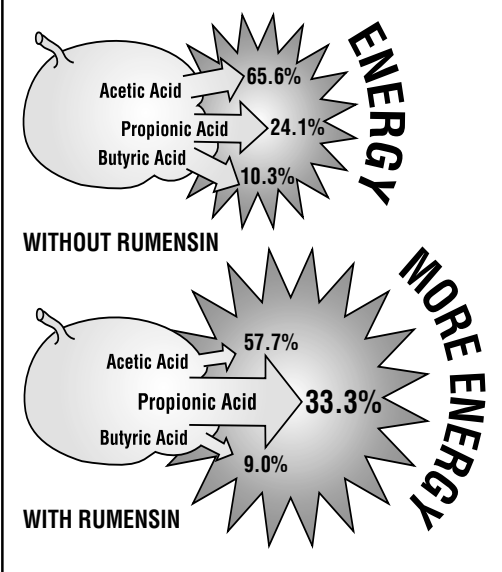 Acetic Acid
65.6%
Propionic Acid
24.1%
Butyric Acid
10.3%
ENERGY
WITHOUT RUMENSIN
Acetic Acid
57.7%
Propionic Acid
33.3%
Butyric Acid
9.0%
MORE ENERGY
WITH RUMENSIN